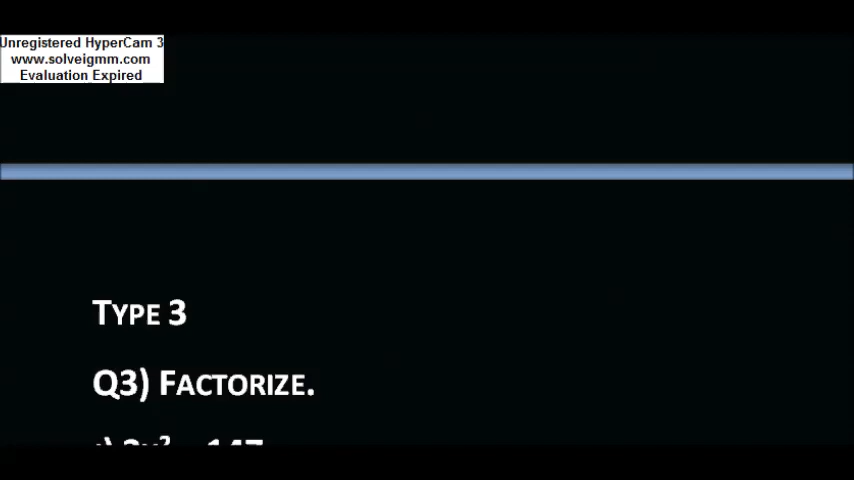 Unregistered HyperCam 3
www.solveigmm.com
Evaluation Expired
TYPE 3
Q3) FACTORIZE.